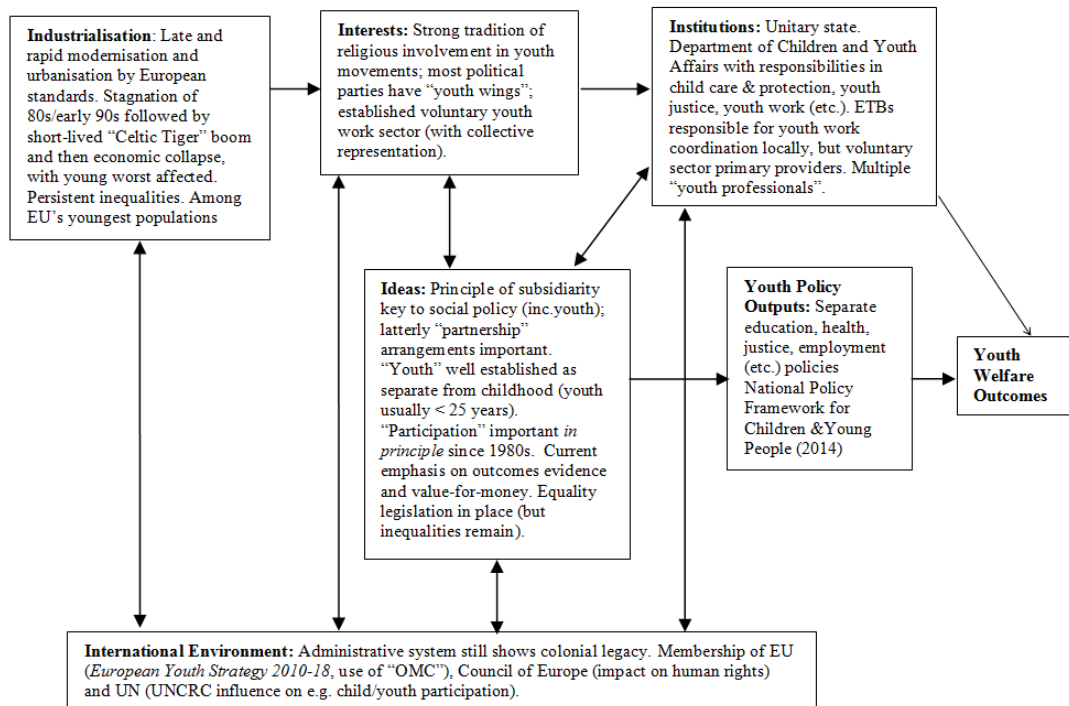 Industrialisation: Late and
rapid modernisation and
urbanisation by European
standards. Stagnation of
80s/early 90s followed by
short-lived “Celtic Tiger” boom
and then economic collapse,
with young worst affected.
Persistent inequalities. Among
EU’s youngest populations
Interests: Strong tradition of
religious involvement in youth
movements; most political
parties have “youth wings”;
established voluntary youth
work sector (with collective
representation).
Institutions: Unitary state.
Department of Children and Youth
Affairs with responsibilities in
child care & protection, youth
justice, youth work (etc.). ETBs
responsible for youth work
coordination locally, but voluntary
sector primary providers. Multiple
“youth professionals”.
Ideas: Principle of subsidiarity
key to social policy (inc.youth);
latterly “partnership”
arrangements important.
“Youth” well established as
separate from childhood (youth
usually < 25 years).
“Participation” important in
principle since 1980s. Current
emphasis on outcomes evidence
and value-for-money. Equality
legislation in place (but
inequalities remain).
Youth Policy
Outputs: Separate
education, health,
justice, employment
(etc.) policies
National Policy
Framework for
Children &Young
People (2014)
Youth
Welfare
Outcomes
International Environment: Administrative system still shows colonial legacy. Membership of EU
(European Youth Strategy 2010-18, use of “OMC”), Council of Europe (impact on human rights)
and UN (UNCRC influence on e.g. child/youth participation).